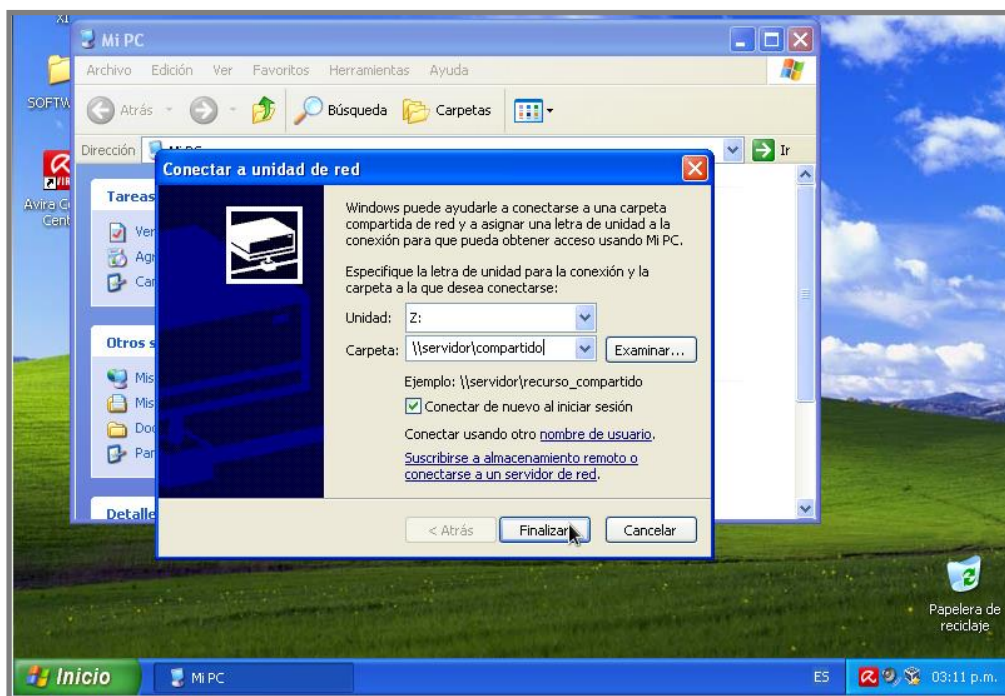 Mi PC
Archivo Edición Ver Favoritos Herramientas Ayuda
Atrás Búsqueda Carpetas
Dirección Ir
Conectar a unidad de red
Tareas
Ver
Otros
Mis
Mis
Detalle
Windows puede ayudarle a conectarse a una carpeta
compartida de red y a asignar una letra de unidad a la
conexión para que pueda obtener acceso usando Mi PC.
Especifique la letra de unidad para la conexión y la
carpeta a la que desea conectarse:
Unidad: Z:
Carpeta: \\servidor\compartido Examinar...
Ejemplo: \\servidor\recurso_compartido
Conectar de nuevo al iniciar sesión
Conectar usando otro nombre de usuario.
Suscribirse a almacenamiento remoto o
conectarse a un servidor de red.
< Atrás Finalizar Cancelar
Avira
Papelera de
reciclaje
Inicio Mi PC ES 03:11 p.m.